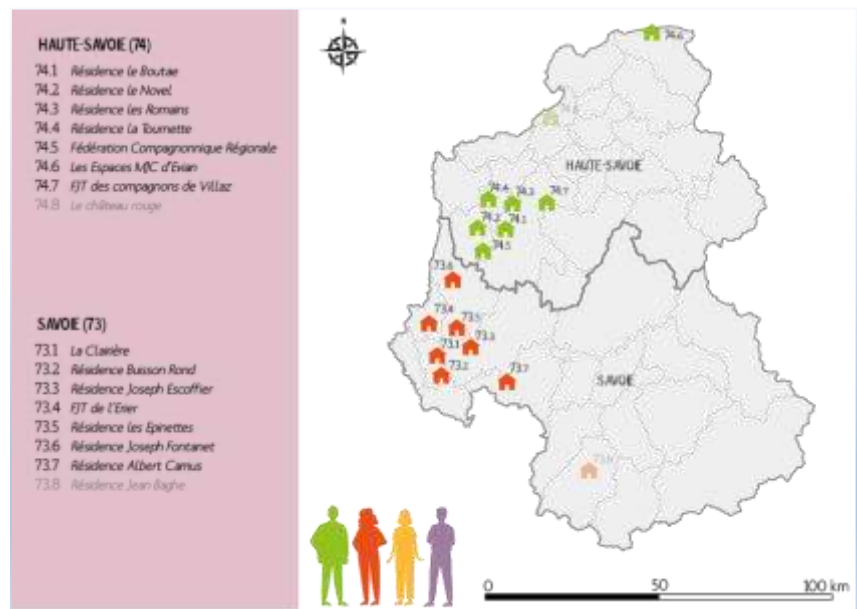 HAUTE-SAVOIE (74)
74.1 Résidence le Boutae
74.2 Résidence le Novel
74.3 Résidence les Romains
74.4 Résidence La Tournette
74.5 Fédération Compagnonnique Régionale
74.6 Les Espaces MJC d'Evian
74.7 FJT des compagnons de Villaz
74.8 Le château rouge
SAVOIE (73)
73.1 La Clairière
73.2 Résidence Buisson Rond
73.3 Résidence Joseph Escoffier
73.4 FJT de l'Erier
73.5 Résidence les Epinettes
73.6 Résidence Joseph Fontanet
73.7 Résidence Albert Camus
73.8 Résidence Jean Baghe
74.6
74.8
HAUTE-SAVOIE
74.4 74.3 74.7
74.2 74.1
74.5
73.6
73.4 73.5
73.3
73.1
73.2 73.7
SAVOIE
73.8
0 50 100 km